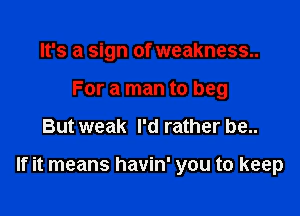 It's a sign of weakness..
For a man to beg
But weak I'd rather be..
If it means havin' you to keep